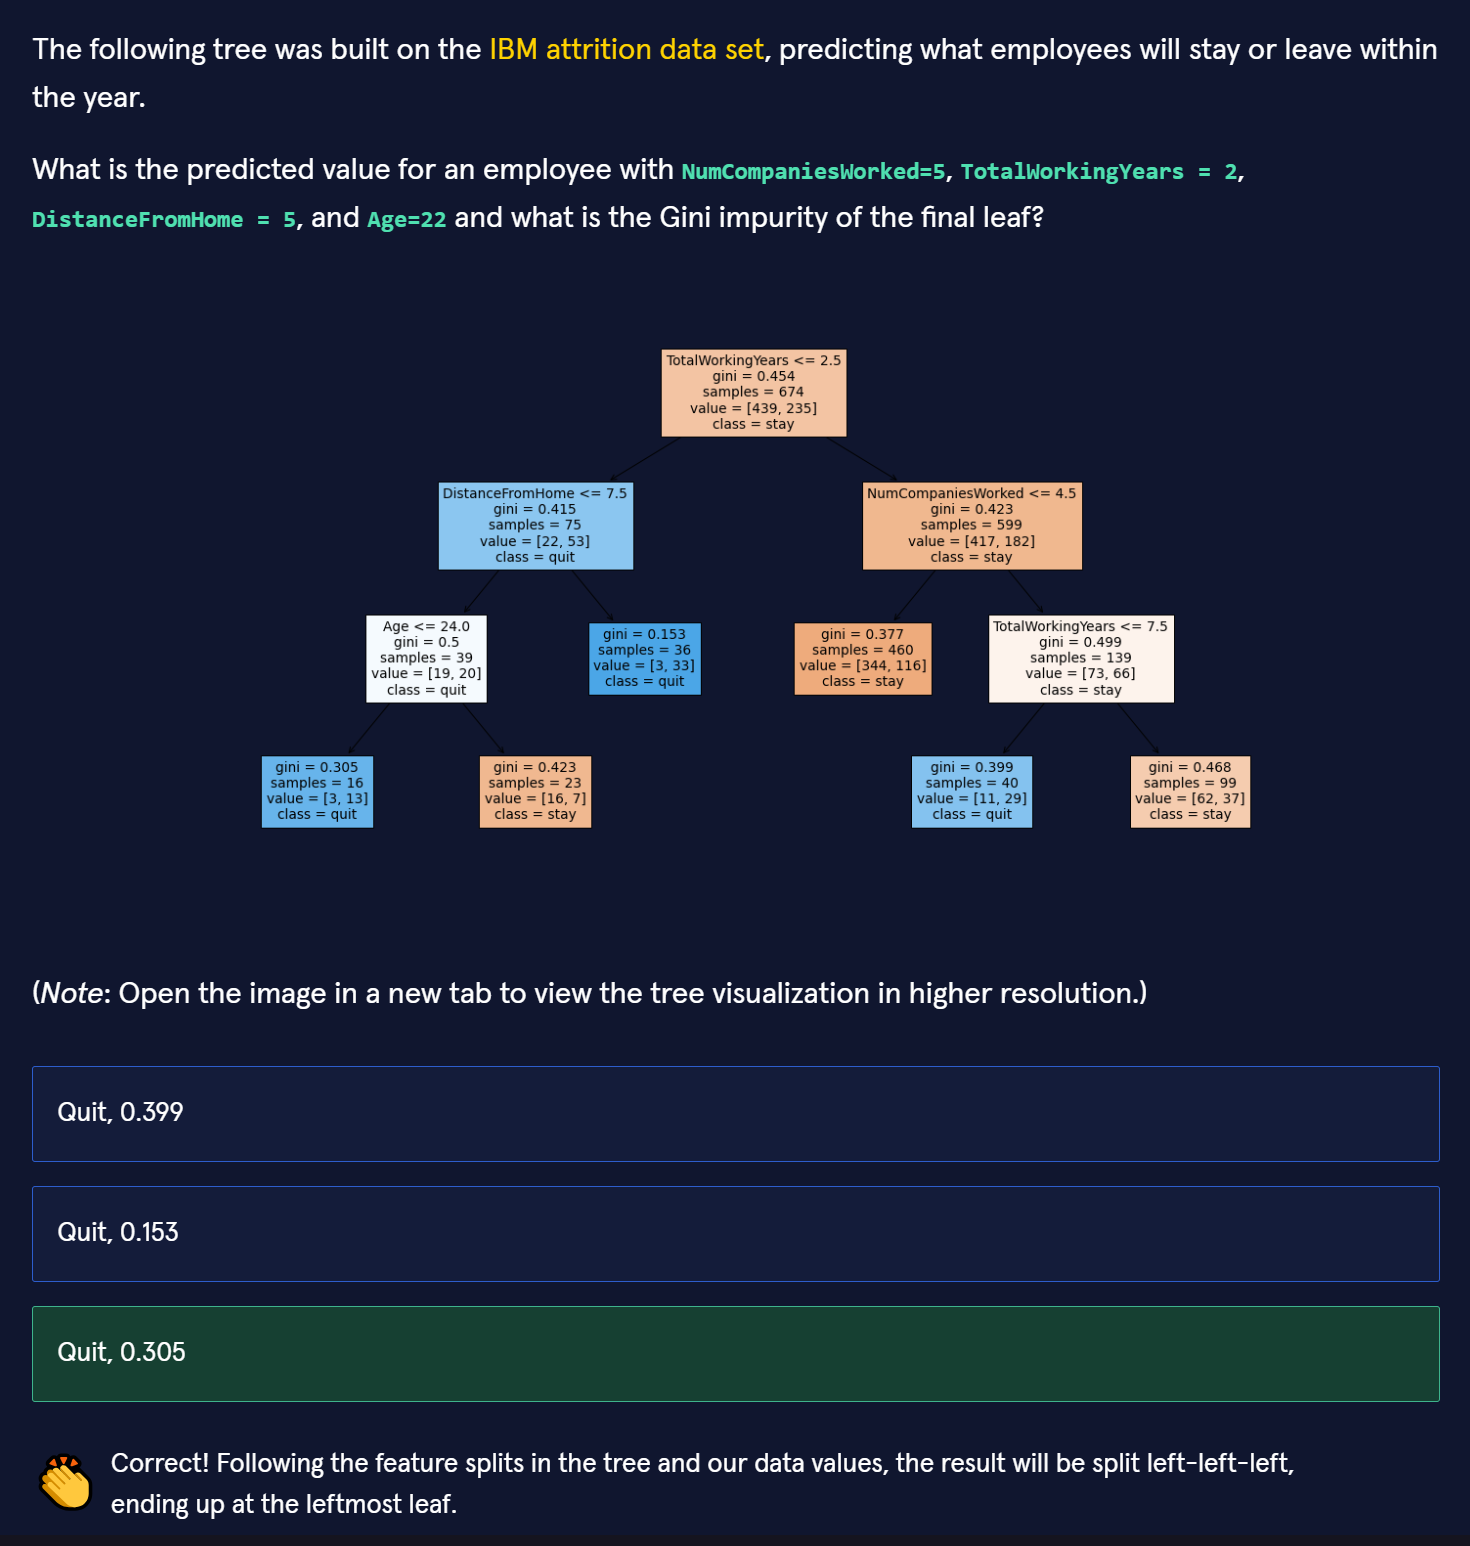 The following tree was built on the IBM attrition data set, predicting what employees will stay or leave within
the year.
What is the predicted value for an employee with NumCompaniesWorked=5, TotalWorkingYears = 2,
DistanceFromHome = 5, and Age=22 and what is the Gini impurity of the final leaf?
TotalWorkingYears <= 2.5
gini = 0.454
samples = 674
value = [439, 235]
class = stay
DistanceFromHome <= 7.5
gini = 0.415
samples = 75
value = [22, 53]
class = quit
NumCompaniesWorked <= 4.5
gini = 0.423
samples = 599
value = [417, 182]
class = stay
Age <= 24.0
gini = 0.5
samples = 39
value = [19, 20]
class = quit
gini = 0.153
samples = 36
value = [3, 33]
class = quit
gini = 0.377
samples = 460
value = [344, 116]
class = stay
TotalWorkingYears <= 7.5
gini = 0.499
samples = 139
value = [73, 66]
class = stay
gini = 0.305
samples = 16
value = [3, 13]
class = quit
gini = 0.423
samples = 23
value = [16, 7]
class = stay
gini = 0.399
samples = 40
value = [11, 29]
class = quit
gini = 0.468
samples = 99
value = [62, 37]
class = stay
(Note: Open the image in a new tab to view the tree visualization in higher resolution.)
Quit, 0.399
Quit, 0.153
Quit, 0.305
Correct! Following the feature splits in the tree and our data values, the result will be split left-left-left,
ending up at the leftmost leaf.